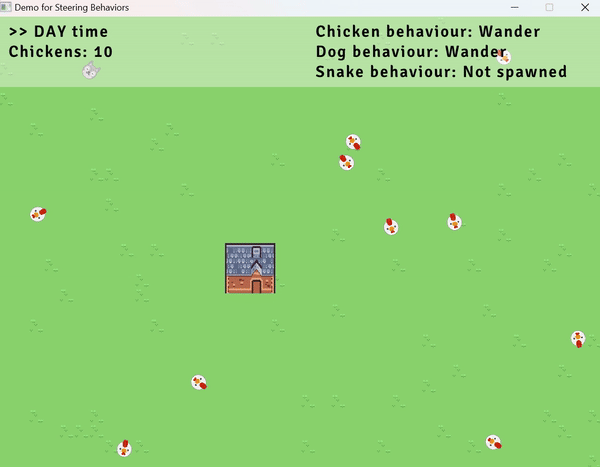 Demo for Steering Behaviors
>> DAY time
Chickens: 10
Chicken behaviour: Wander
Dog behaviour: Wander
Snake behaviour: Not spawned